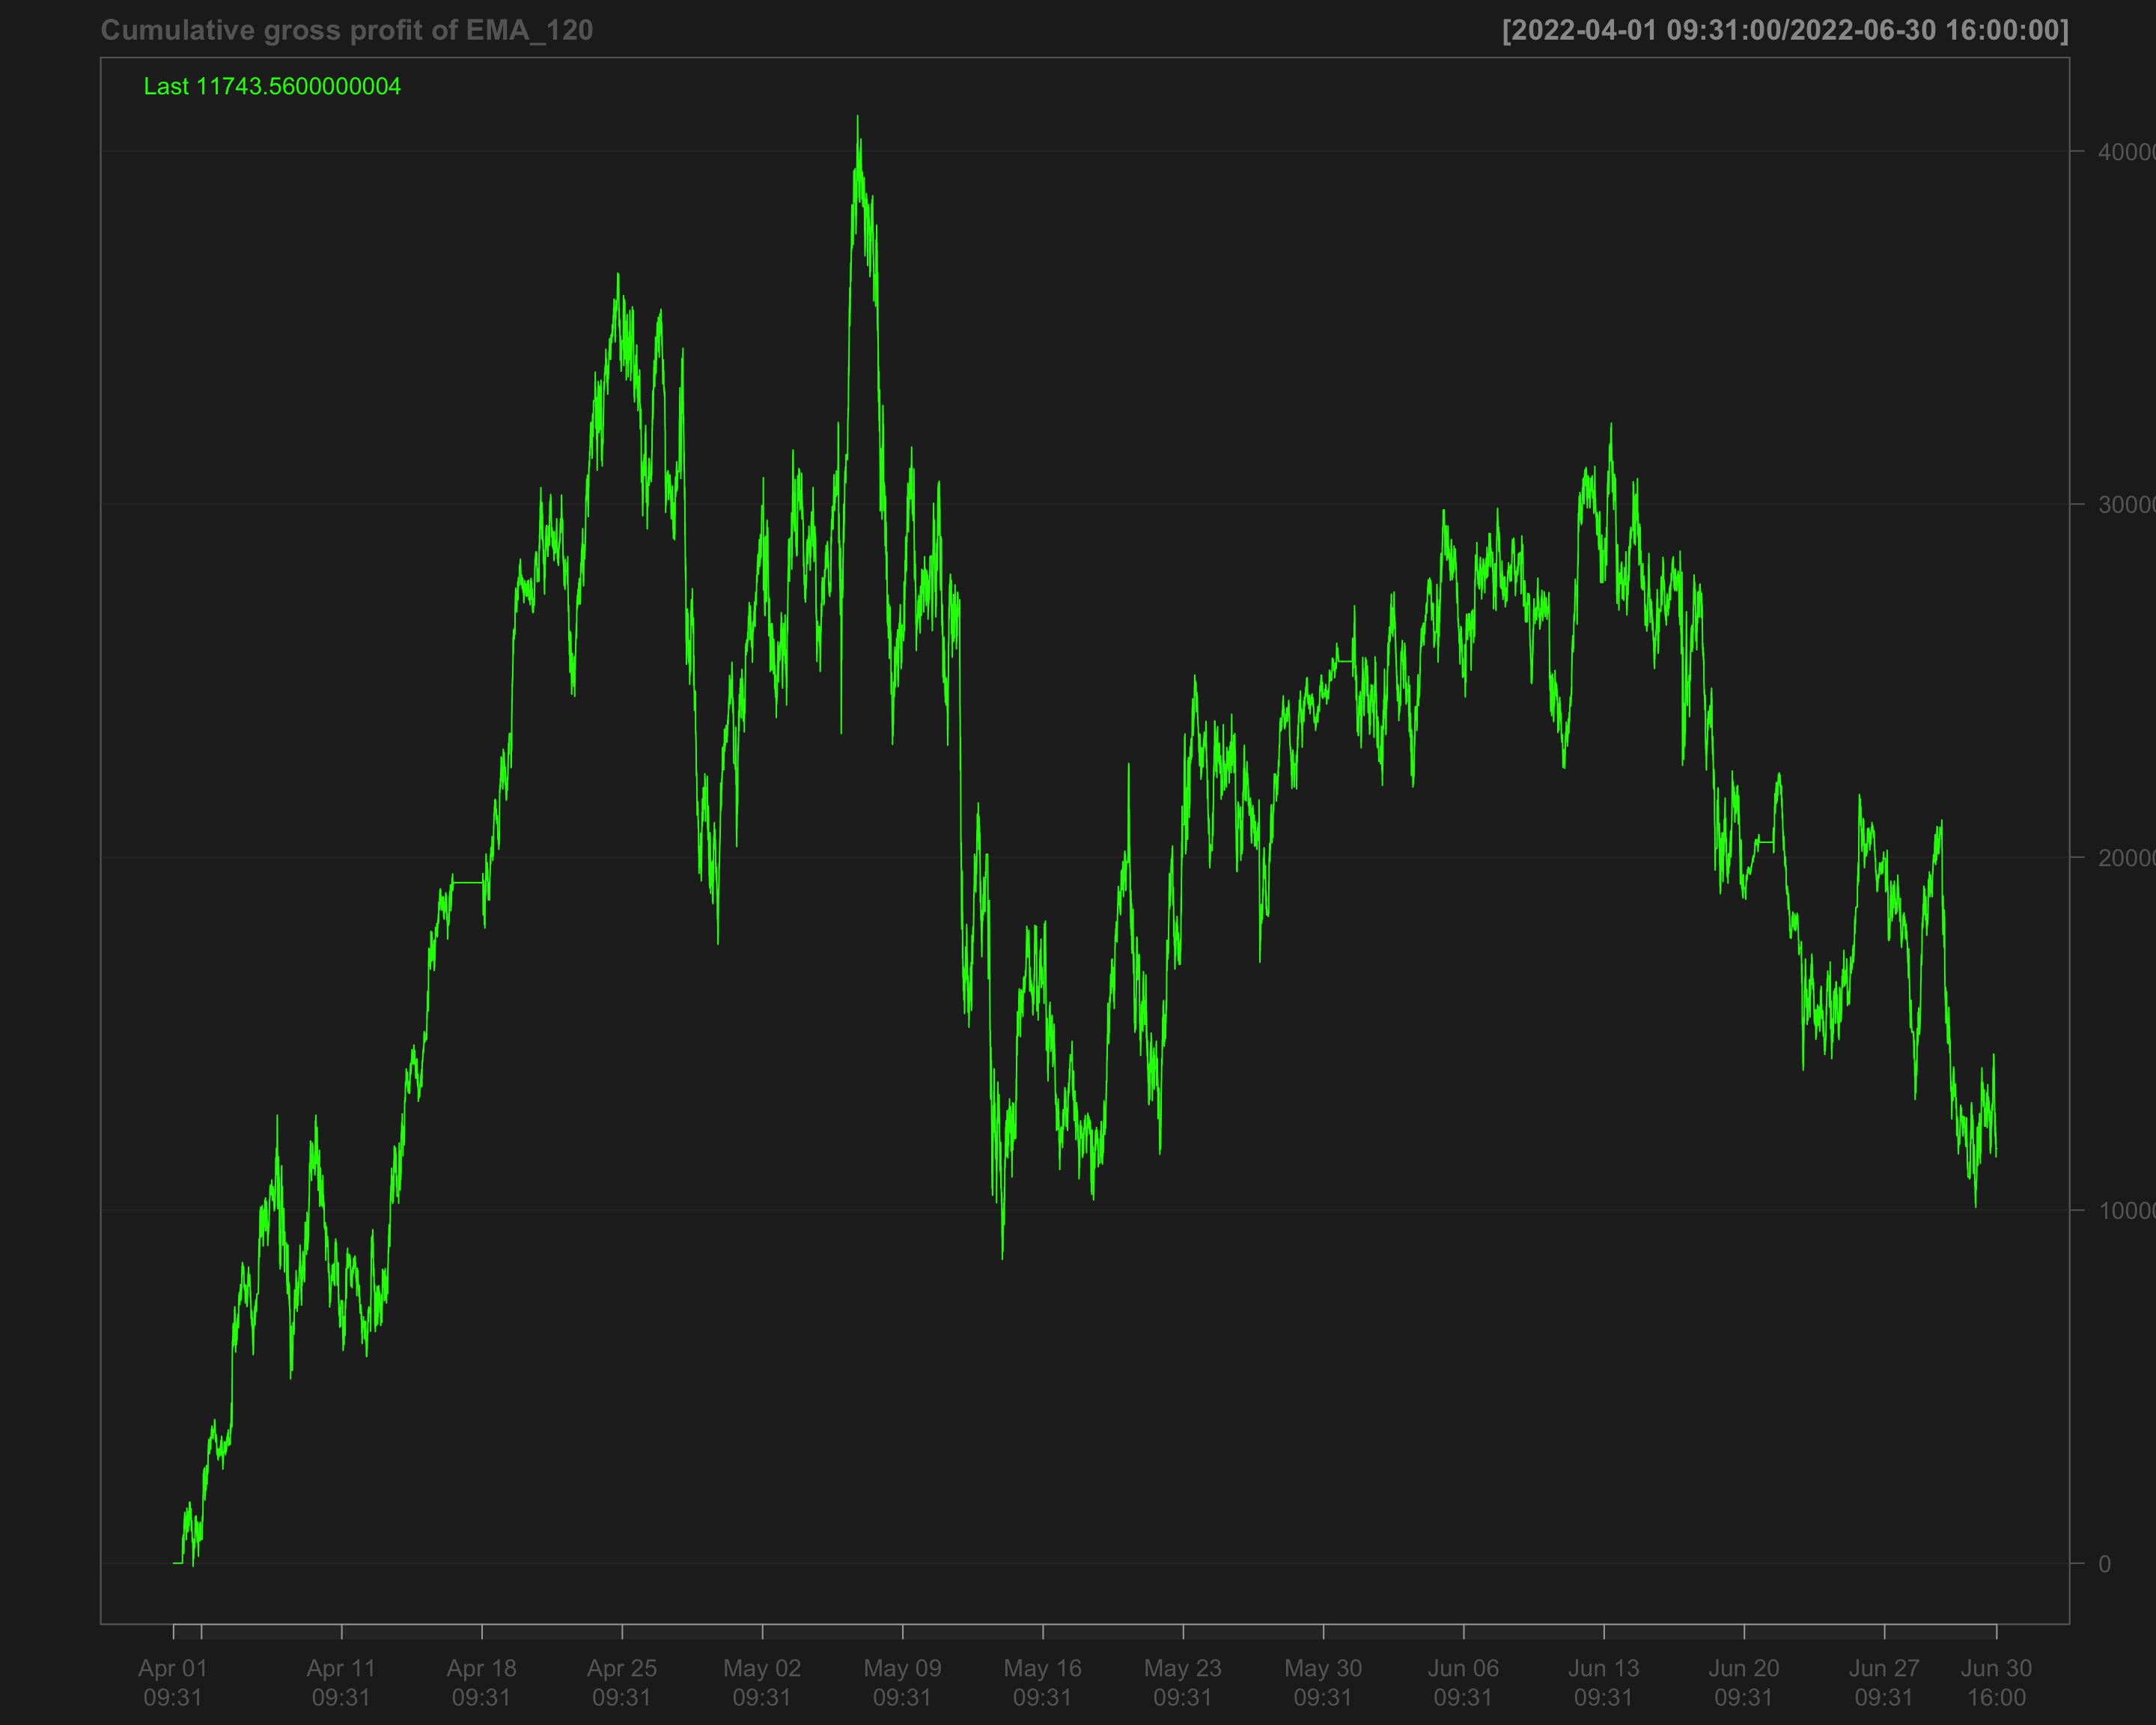 Cumulative gross profit of EMA_120
[2022-04-01 09:31:00/2022-06-30 16:00:00]
Last 11743.5600000004
40000
30000
20000
10000
0
Apr 01 Apr 11 Apr 18 Apr 25 May 02 May 09 May 16 May 23 May 30 Jun 06 Jun 13 Jun 20 Jun 27 Jun 30
09:31 09:31 09:31 09:31 09:31 09:31 09:31 09:31 09:31 09:31 09:31 09:31 09:31 16:00